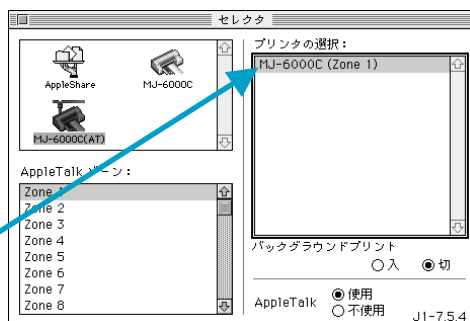 セレクタ
AppleShare
MJ-6000C
MJ-6000C(AT)
AppleTalk ゾーン：
Zone 1
Zone 2
Zone 3
Zone 4
Zone 5
Zone 6
Zone 7
Zone 8
プリンタの選択：
MJ-6000C (Zone 1)
バックグラウンドプリント
入 切
AppleTalk
使用
不使用
J1-7.5.4